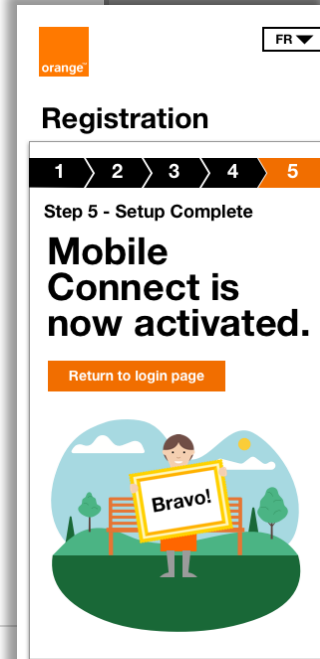 orange™
FR
Registration
1 2 3 4 5
Step 5 - Setup Complete
Mobile
Connect is
now activated.
Return to login page
Bravo!